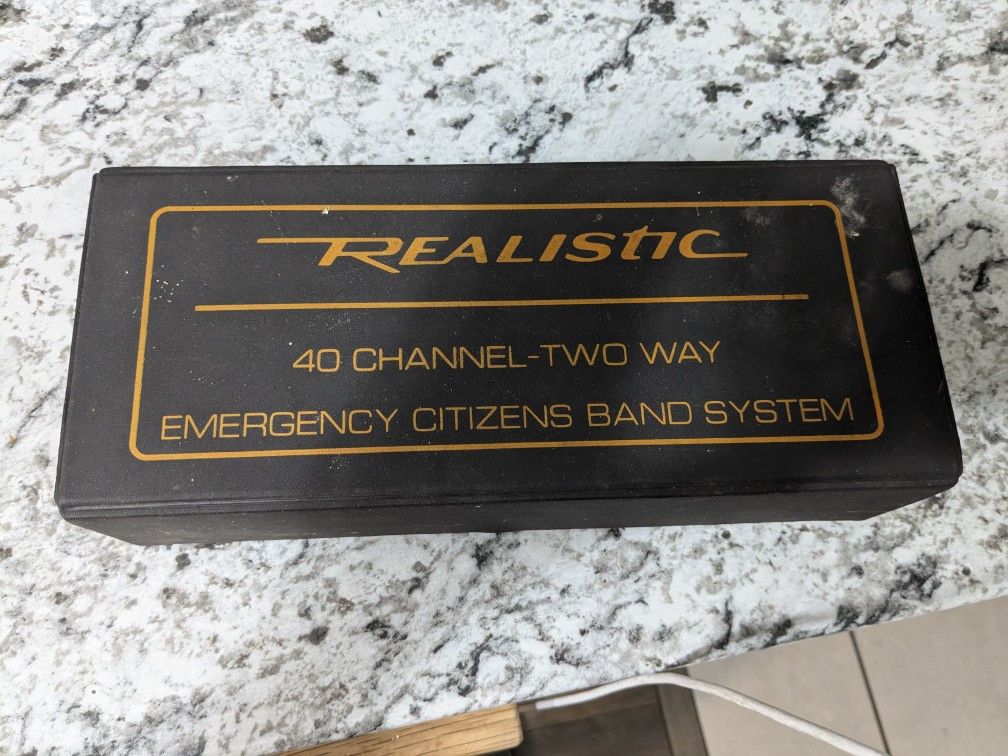 REALISTIC
40 CHANNEL-TWO WAY
EMERGENCY CITIZENS BAND SYSTEM